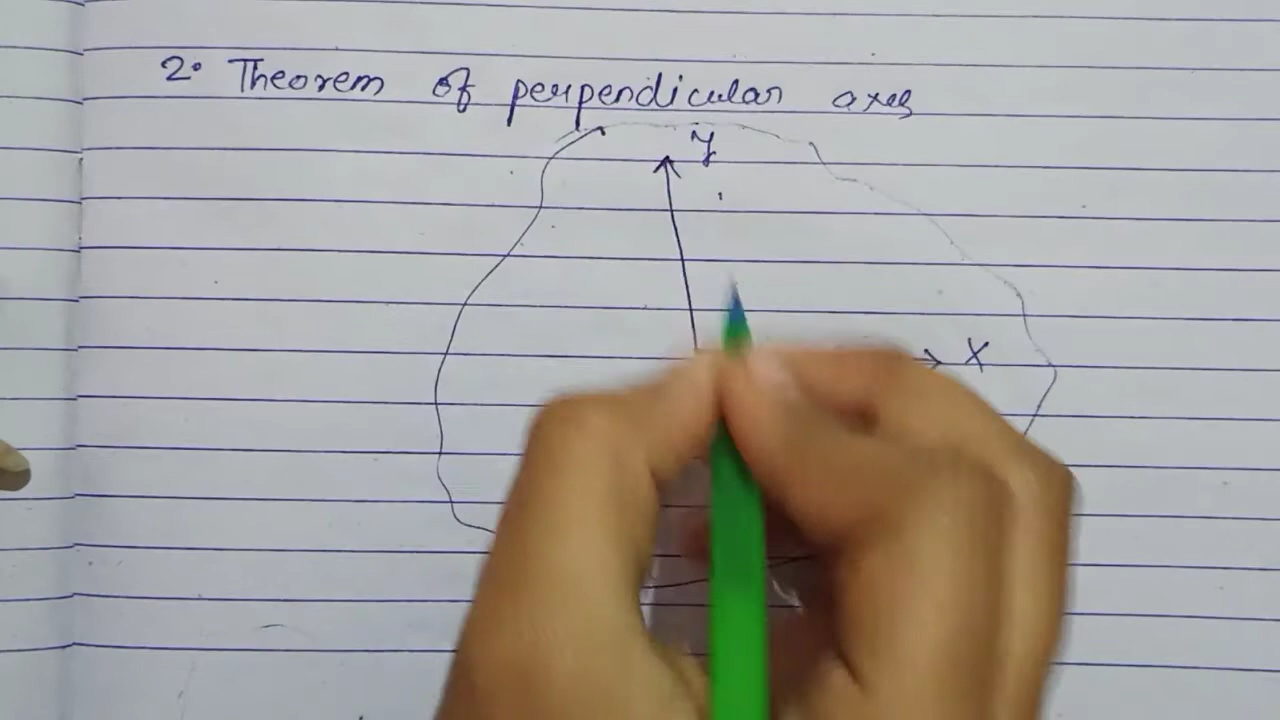 2. Theorem of perpendicular axes
y
X